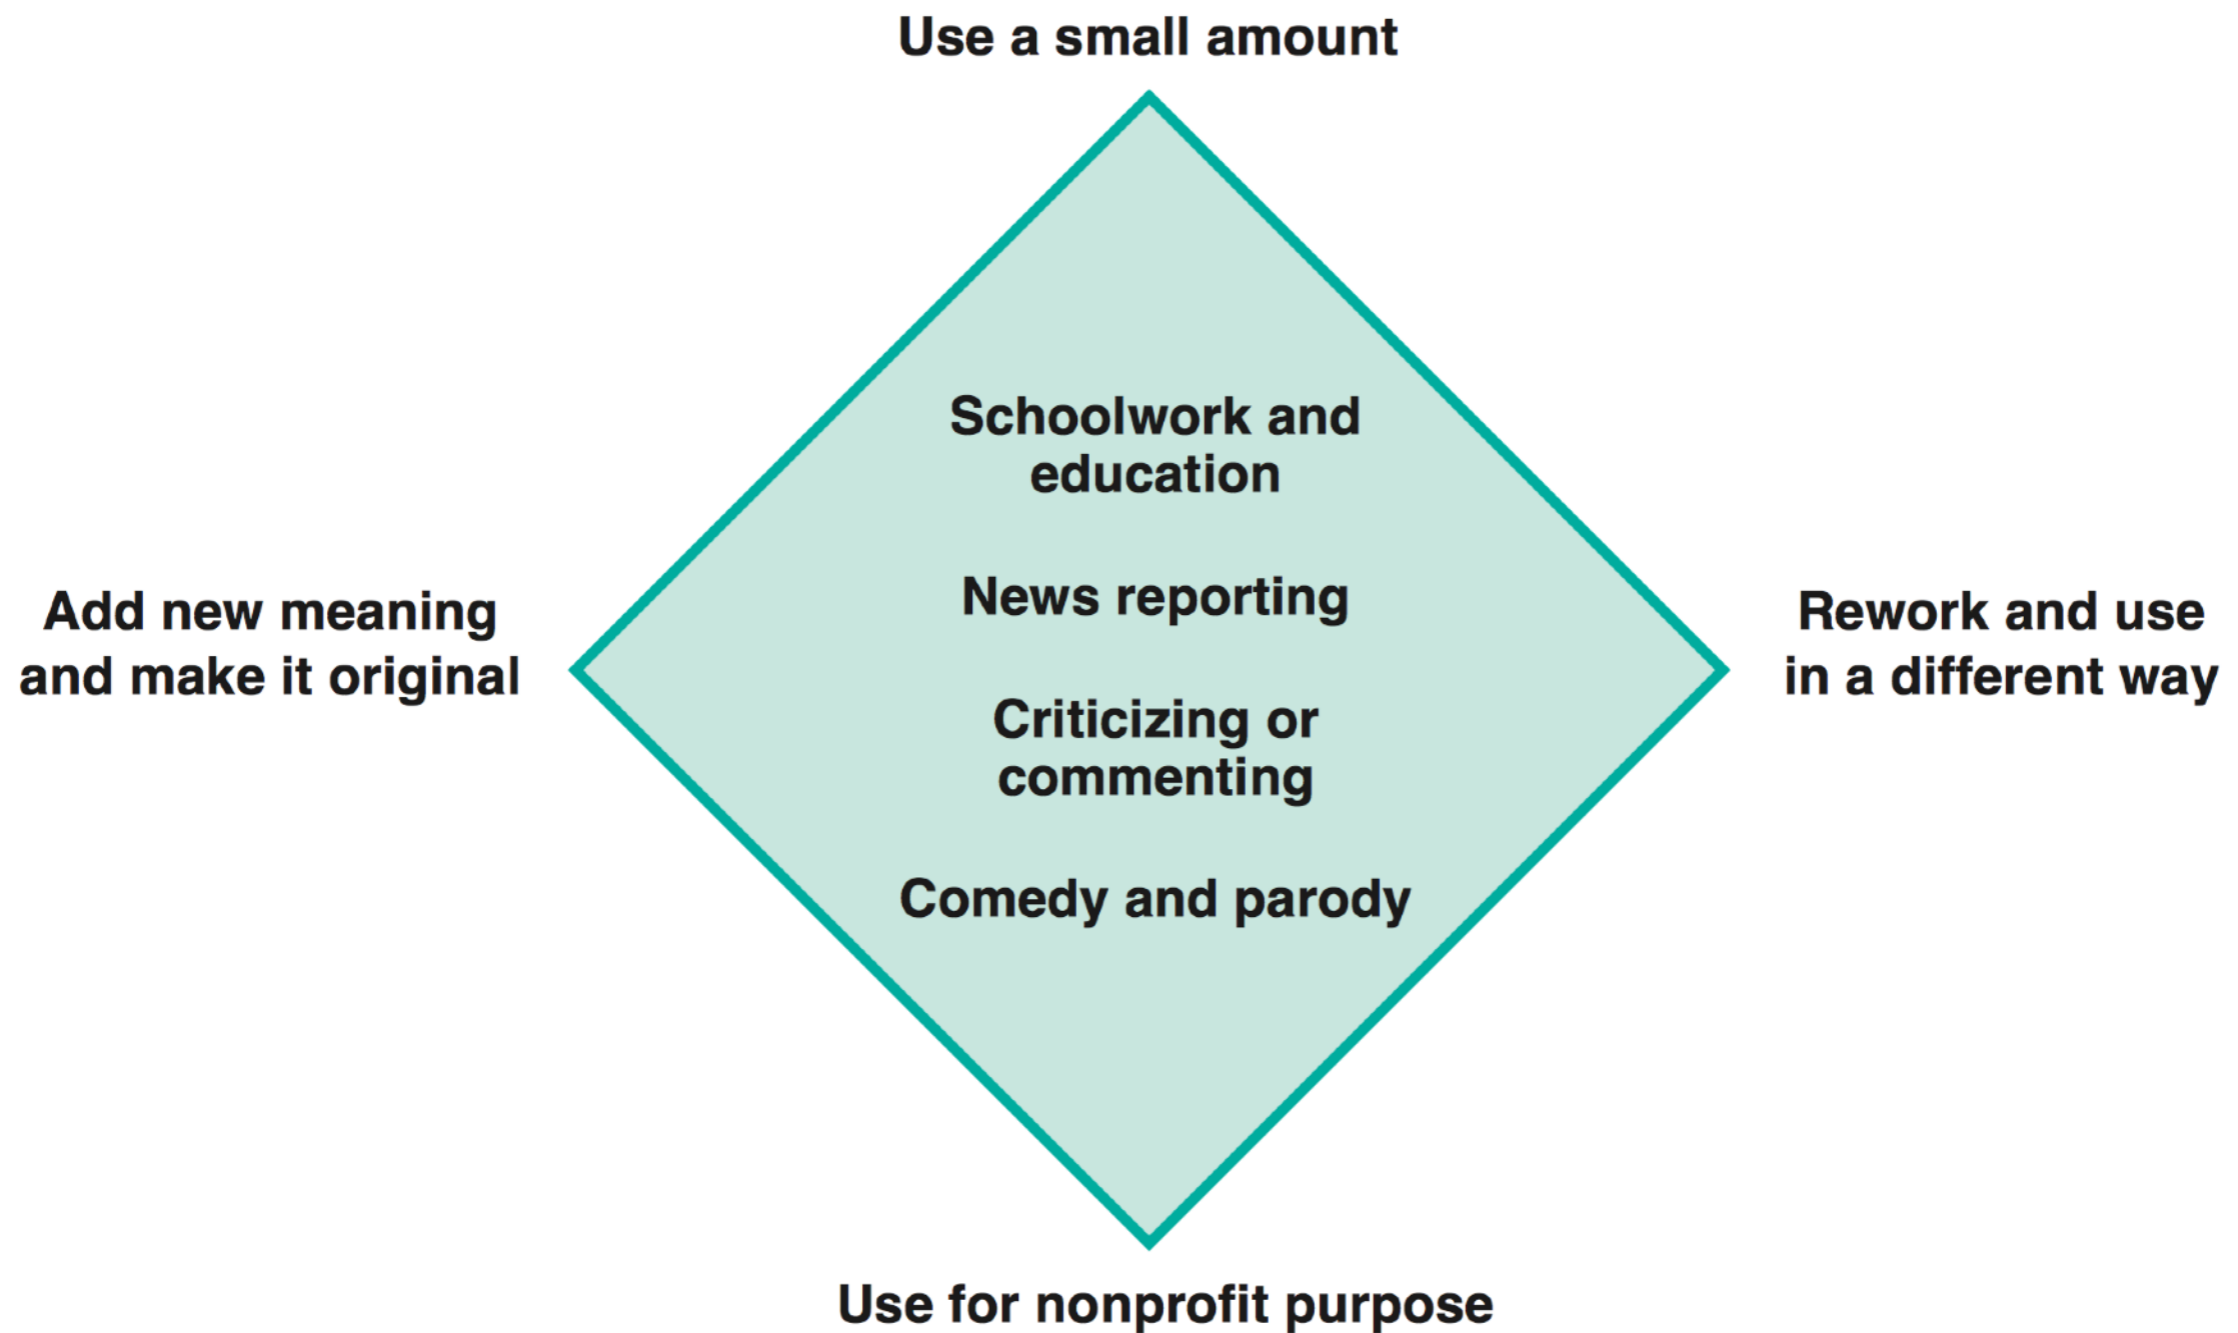 Use a small amount
Schoolwork and
education
News reporting
Add new meaning
and make it original
Rework and use
in a different way
Criticizing or
commenting
Comedy and parody
Use for nonprofit purpose